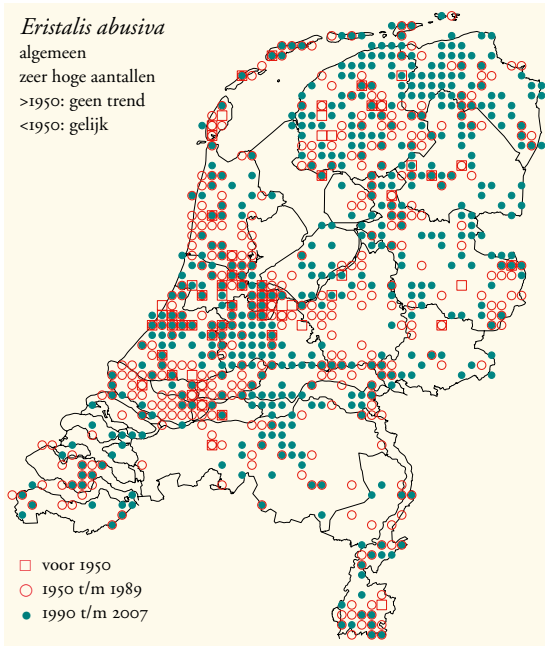 Eristalis abusiva
algemeen
zeer hoge aantallen
>1950: geen trend
<1950: gelijk
voor 1950
1950 t/m 1989
1990 t/m 2007